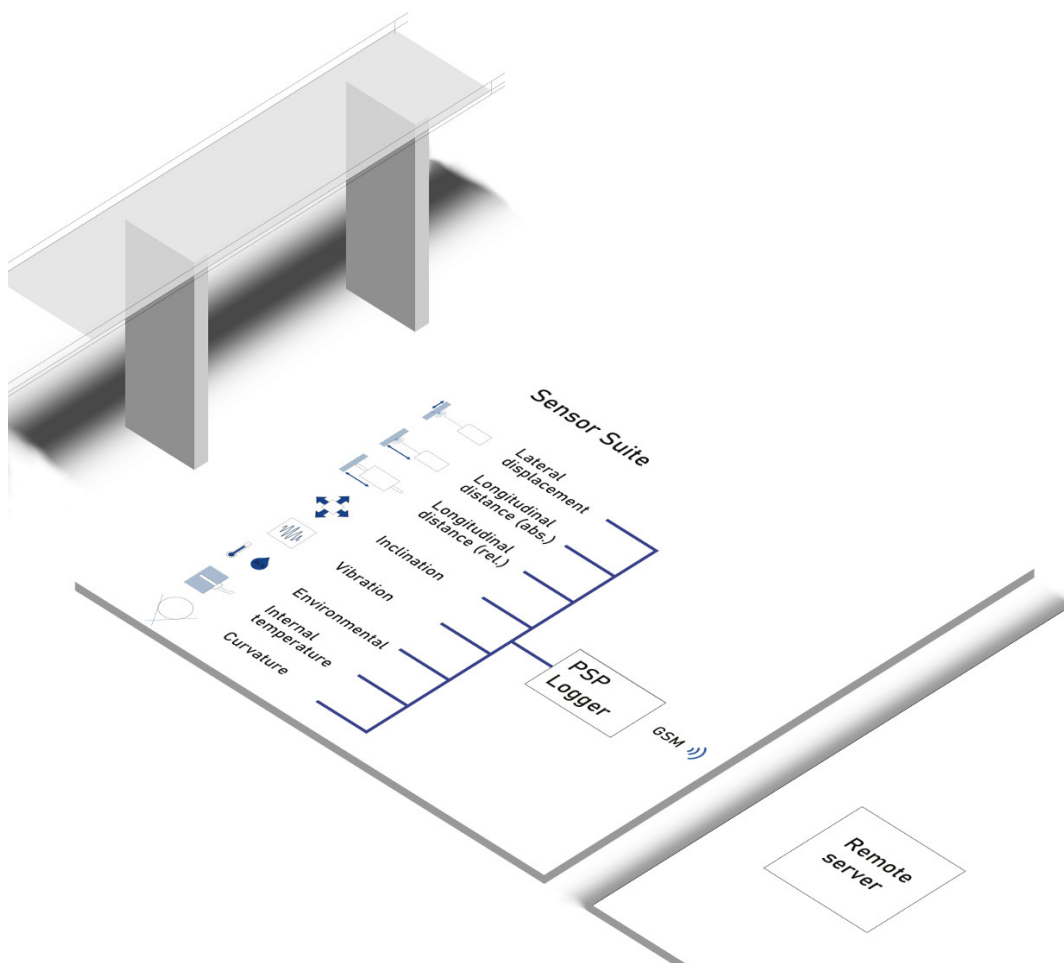 Sensor Suite
Lateral
displacement
Longitudinal
distance (abs.)
Longitudinal
distance (rel.)
Inclination
Vibration
Environmental
Internal
temperature
Curvature
PSP
Logger
GSM
Remote
server